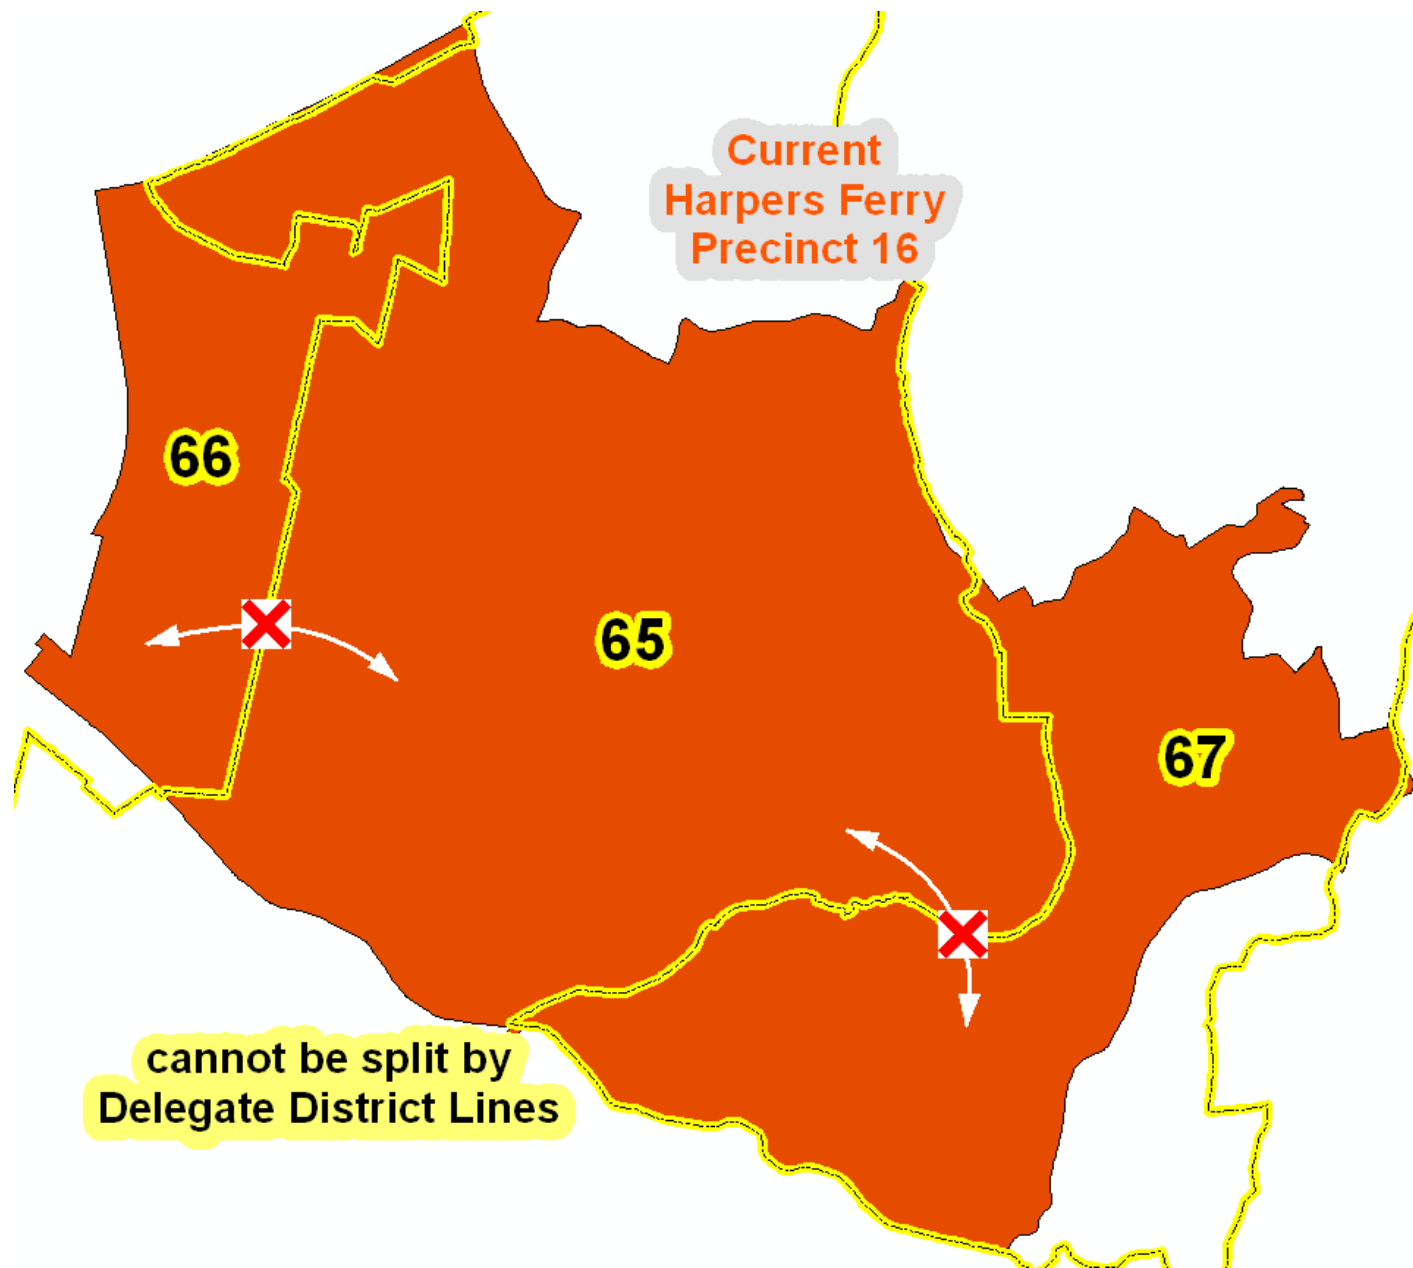 Current
Harpers Ferry
Precinct 16
66
65
67
cannot be split by
Delegate District Lines